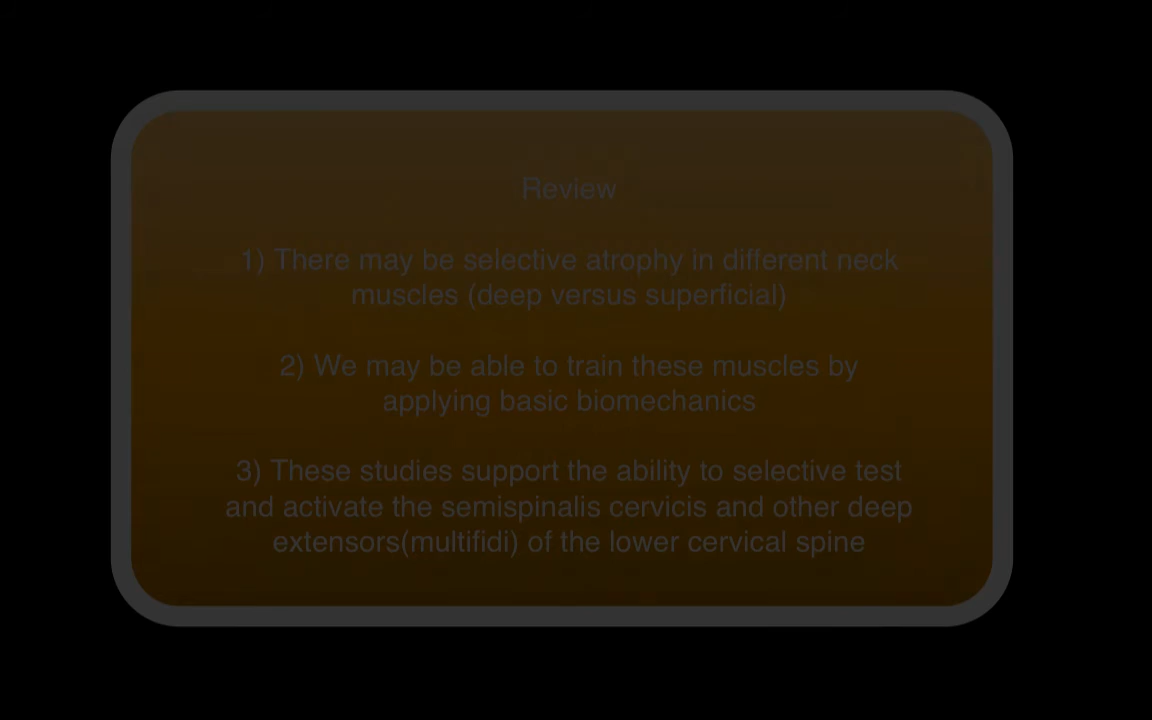 Review
1) There may be selective atrophy in different neck
muscles (deep versus superficial)
2) We may be able to train these muscles by
applying basic biomechanics
3) These studies support the ability to selective test
and activate the semispinalis cervicis and other deep
extensors(multifidi) of the lower cervical spine